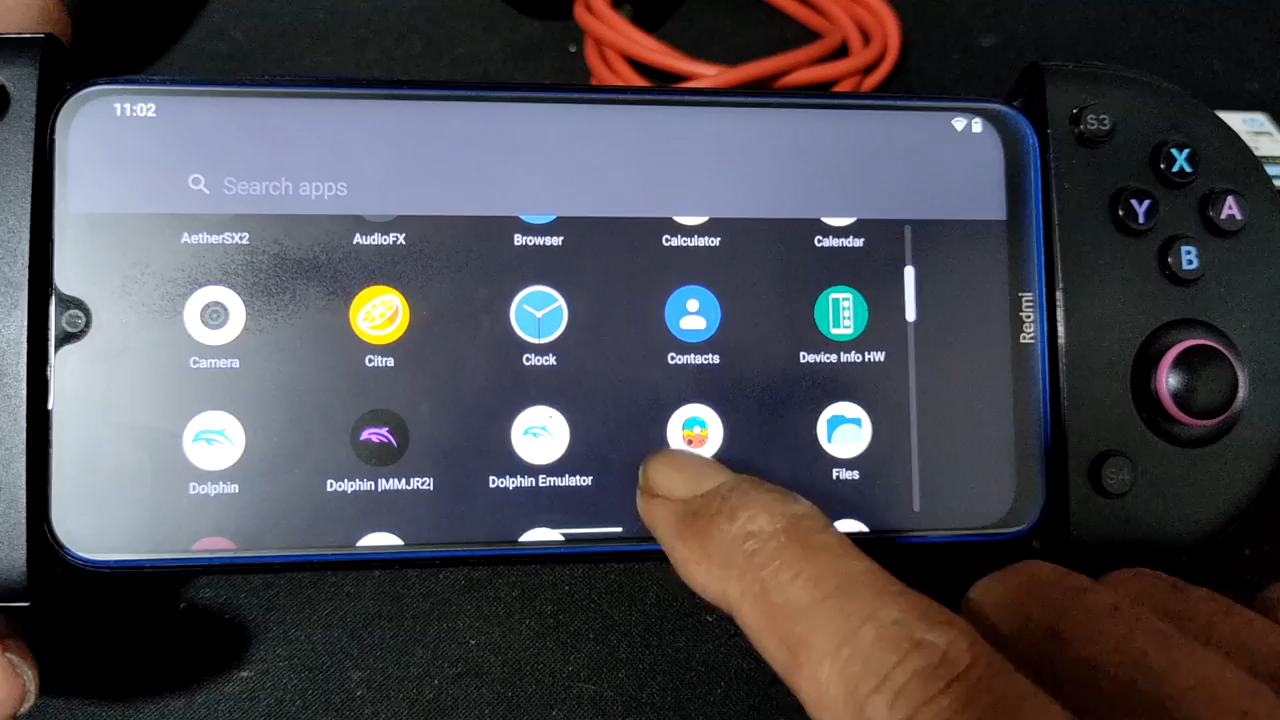 11:02
Search apps
AetherSX2
AudioFX
Browser
Calculator
Calendar
Camera
Citra
Clock
Contacts
Device Info HW
Dolphin
Dolphin |MMJR2|
Dolphin Emulator
Files
Redmi
S3
X
Y
A
B
S4